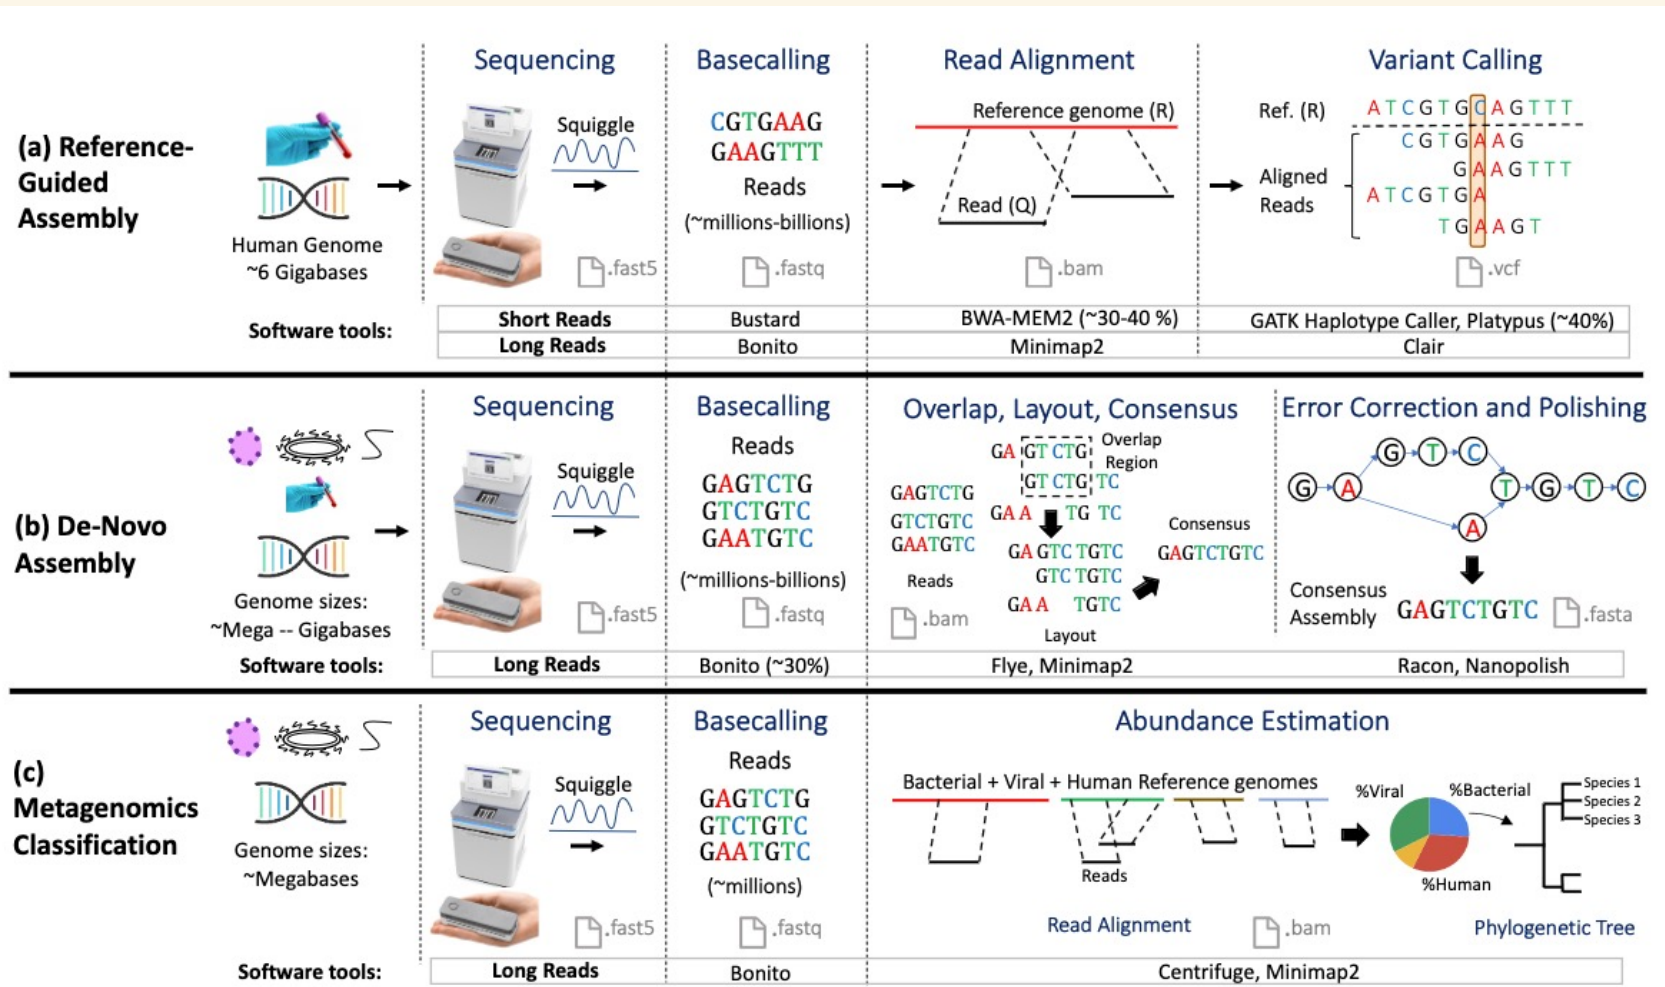 (a) Reference-
Guided
Assembly
Human Genome
~6 Gigabases
Sequencing
Squiggle
.fast5
Basecalling
CGTGAAG
GAAGTTT
Reads
(~millions-billions)
.fastq
Read Alignment
Reference genome (R)
Read (Q)
.bam
Variant Calling
Ref. (R)
ATCGTGCAGTTT
Aligned
Reads
CGTGAAG
GAAGTTT
ATCGTGA
TGAAGT
.vcf
Software tools:
Short Reads
Bustard
BWA-MEM2 (~30-40 %)
GATK Haplotype Caller, Platypus (~40%)
Long Reads
Bonito
Minimap2
Clair
(b) De-Novo
Assembly
Genome sizes:
~Mega -- Gigabases
Sequencing
Squiggle
.fast5
Basecalling
Reads
GAGTCTG
GTCTGTC
GAATGTC
(~millions-billions)
.fastq
Overlap, Layout, Consensus
GAGTCTG
GTCTGTC
GAATGTC
Reads
.bam
GA GT CTG
GT CTG TC
GA A TG TC
Overlap
Region
GA GTC TGTC
GTC TGTC
GA A TGTC
Layout
Consensus
GAGTCTGTC
Error Correction and Polishing
G A G T C T G T C
A
Consensus
Assembly
GAGTCTGTC
.fasta
Software tools:
Long Reads
Bonito (~30%)
Flye, Minimap2
Racon, Nanopolish
(c)
Metagenomics
Classification
Genome sizes:
~Megabases
Sequencing
Squiggle
.fast5
Basecalling
Reads
GAGTCTG
GTCTGTC
GAATGTC
(~millions)
.fastq
Abundance Estimation
Bacterial + Viral + Human Reference genomes
Reads
Read Alignment
.bam
%Viral
%Bacterial
%Human
Species 1
Species 2
Species 3
Phylogenetic Tree
Software tools:
Long Reads
Bonito
Centrifuge, Minimap2